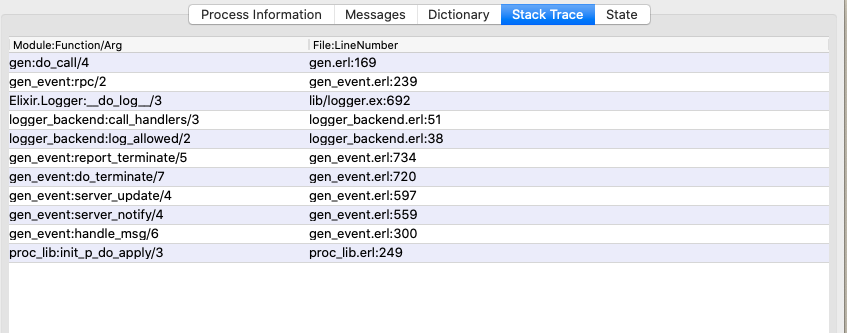 Process Information Messages Dictionary Stack Trace State
Module:Function/Arg File:LineNumber
gen:do_call/4 gen.erl:169
gen_event:rpc/2 gen_event.erl:239
Elixir.Logger:__do_log__/3 lib/logger.ex:692
logger_backend:call_handlers/3 logger_backend.erl:51
logger_backend:log_allowed/2 logger_backend.erl:38
gen_event:report_terminate/5 gen_event.erl:734
gen_event:do_terminate/7 gen_event.erl:720
gen_event:server_update/4 gen_event.erl:597
gen_event:server_notify/4 gen_event.erl:559
gen_event:handle_msg/6 gen_event.erl:300
proc_lib:init_p_do_apply/3 proc_lib.erl:249